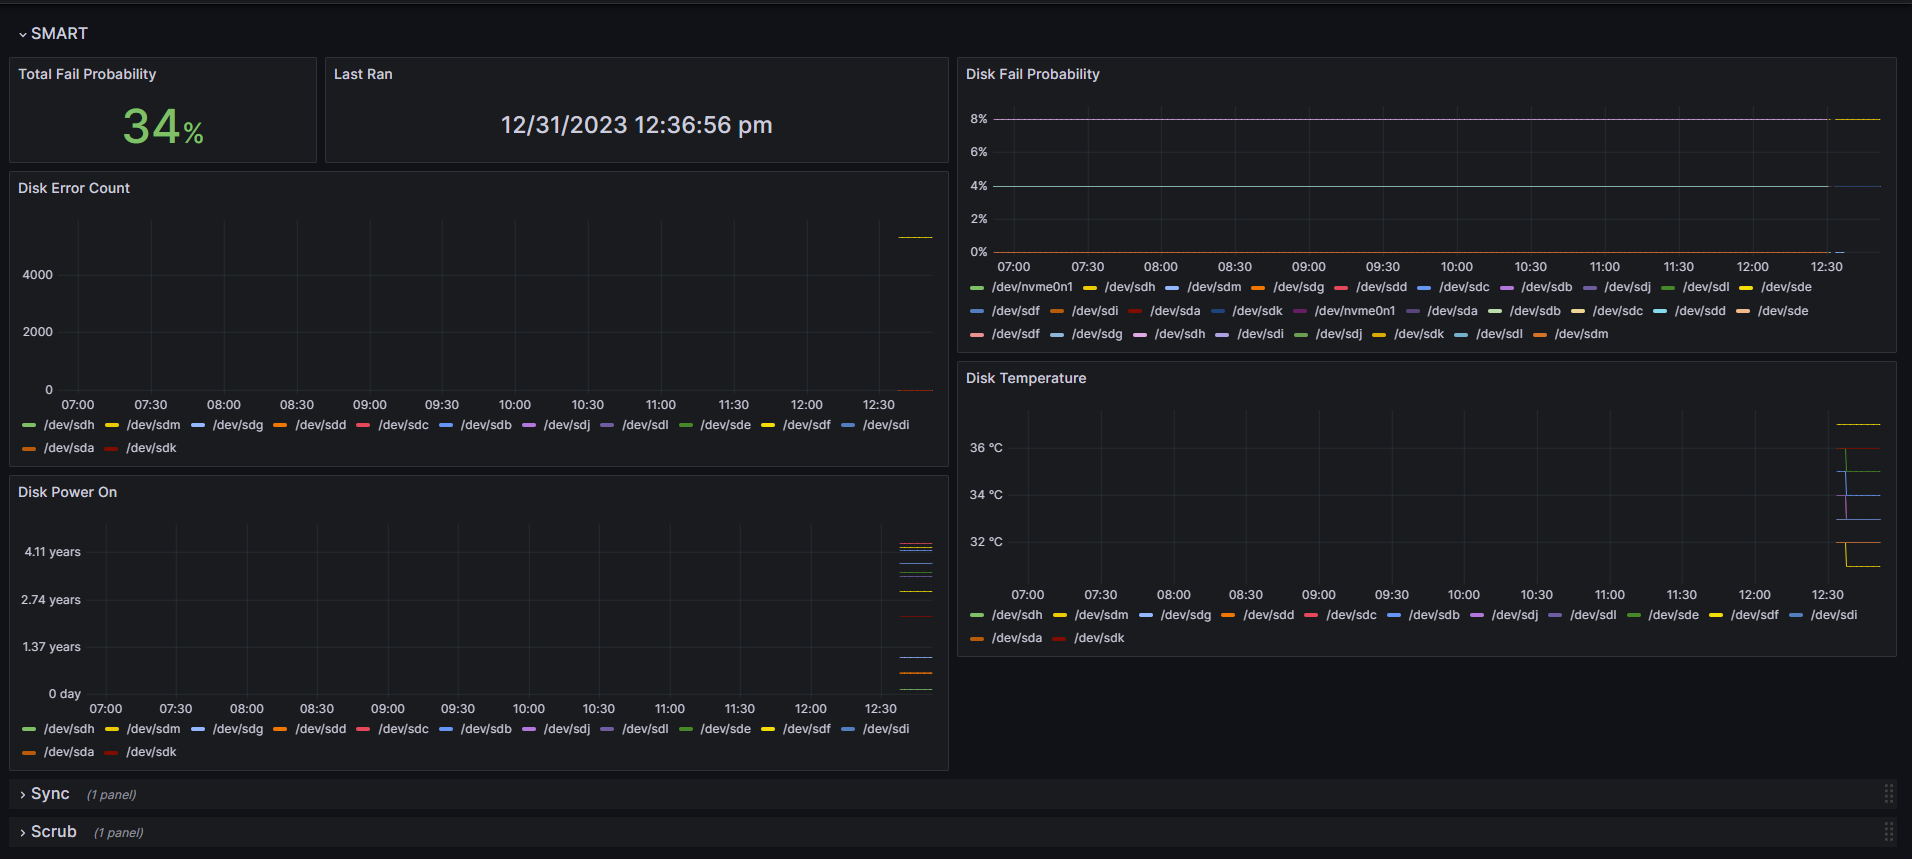 SMART
Total Fail Probability
34%
Last Ran
12/31/2023 12:36:56 pm
Disk Fail Probability
8%
6%
4%
2%
0%
07:00 07:30 08:00 08:30 09:00 09:30 10:00 10:30 11:00 11:30 12:00 12:30
/dev/nvme0n1 /dev/sdh /dev/sdm /dev/sdg /dev/sdd /dev/sdc /dev/sdb /dev/sdj /dev/sdl /dev/sde
/dev/sdf /dev/sdi /dev/sda /dev/sdk /dev/nvme0n1 /dev/sda /dev/sdb /dev/sdc /dev/sdd /dev/sde
/dev/sdf /dev/sdg /dev/sdh /dev/sdi /dev/sdj /dev/sdk /dev/sdl /dev/sdm
Disk Error Count
4000
2000
0
07:00 07:30 08:00 08:30 09:00 09:30 10:00 10:30 11:00 11:30 12:00 12:30
/dev/sdh /dev/sdm /dev/sdg /dev/sdd /dev/sdc /dev/sdb /dev/sdj /dev/sdl /dev/sde /dev/sdf /dev/sdi
/dev/sda /dev/sdk
Disk Temperature
36 °C
34 °C
32 °C
07:00 07:30 08:00 08:30 09:00 09:30 10:00 10:30 11:00 11:30 12:00 12:30
/dev/sdh /dev/sdm /dev/sdg /dev/sdd /dev/sdc /dev/sdb /dev/sdj /dev/sdl /dev/sde /dev/sdf /dev/sdi
/dev/sda /dev/sdk
Disk Power On
4.11 years
2.74 years
1.37 years
0 day
07:00 07:30 08:00 08:30 09:00 09:30 10:00 10:30 11:00 11:30 12:00 12:30
/dev/sdh /dev/sdm /dev/sdg /dev/sdd /dev/sdc /dev/sdb /dev/sdj /dev/sdl /dev/sde /dev/sdf /dev/sdi
/dev/sda /dev/sdk
Sync (1 panel)
Scrub (1 panel)